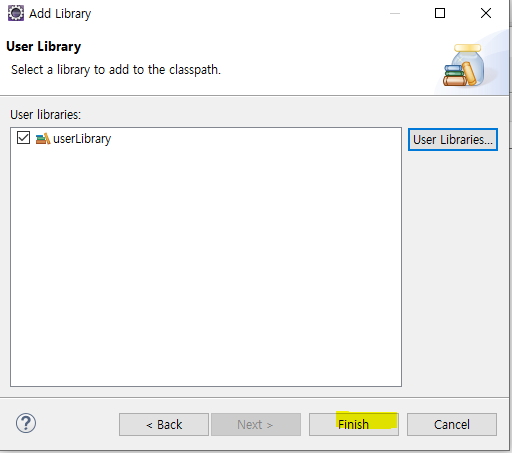 Add Library
User Library
Select a library to add to the classpath.
User libraries:
userLibrary
User Libraries...
?
< Back
Next >
Finish
Cancel